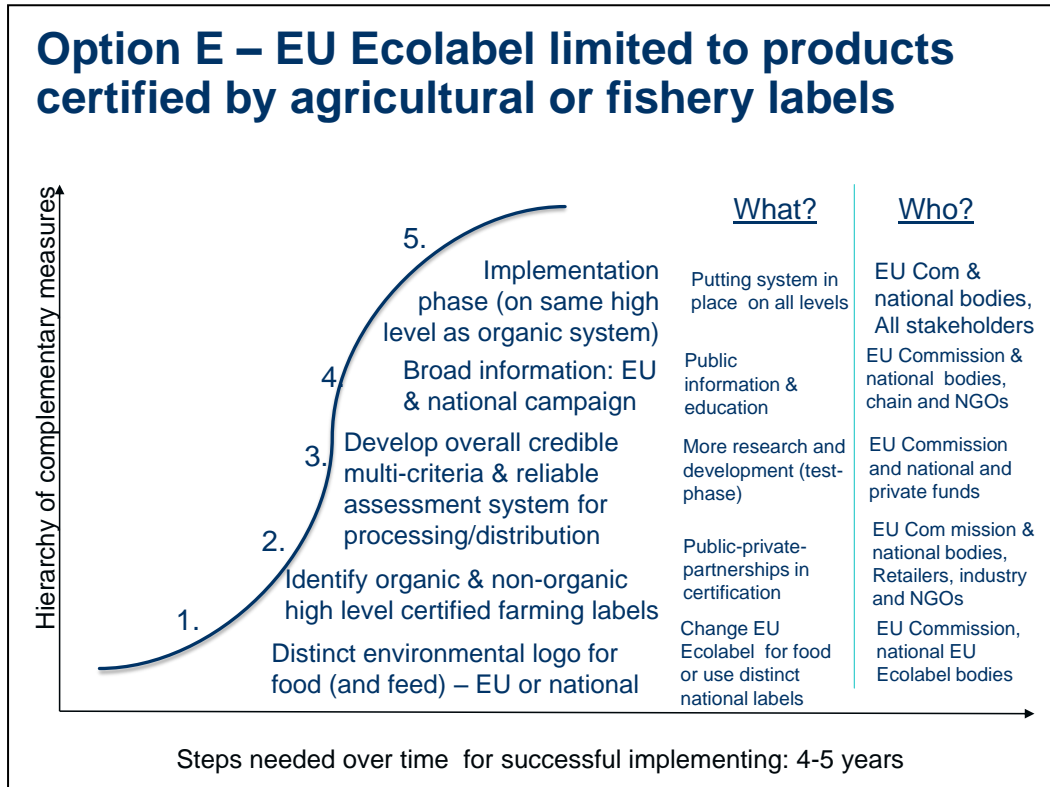 Option E – EU Ecolabel limited to products
certified by agricultural or fishery labels
Hierarchy of complementary measures
What?
Who?
5.
Implementation
phase (on same high
level as organic system)
Putting system in
place on all levels
EU Com &
national bodies,
All stakeholders
4.
Broad information: EU
& national campaign
Public
information &
education
EU Commission &
national bodies,
chain and NGOs
3.
Develop overall credible
multi-criteria & reliable
assessment system for
processing/distribution
More research and
development (test-
phase)
EU Commission
and national and
private funds
2.
Identify organic & non-organic
high level certified farming labels
Public-private-
partnerships in
certification
EU Com mission &
national bodies,
Retailers, industry
and NGOs
1.
Distinct environmental logo for
food (and feed) – EU or national
Change EU
Ecolabel for food
or use distinct
national labels
EU Commission,
national EU
Ecolabel bodies
Steps needed over time for successful implementing: 4-5 years